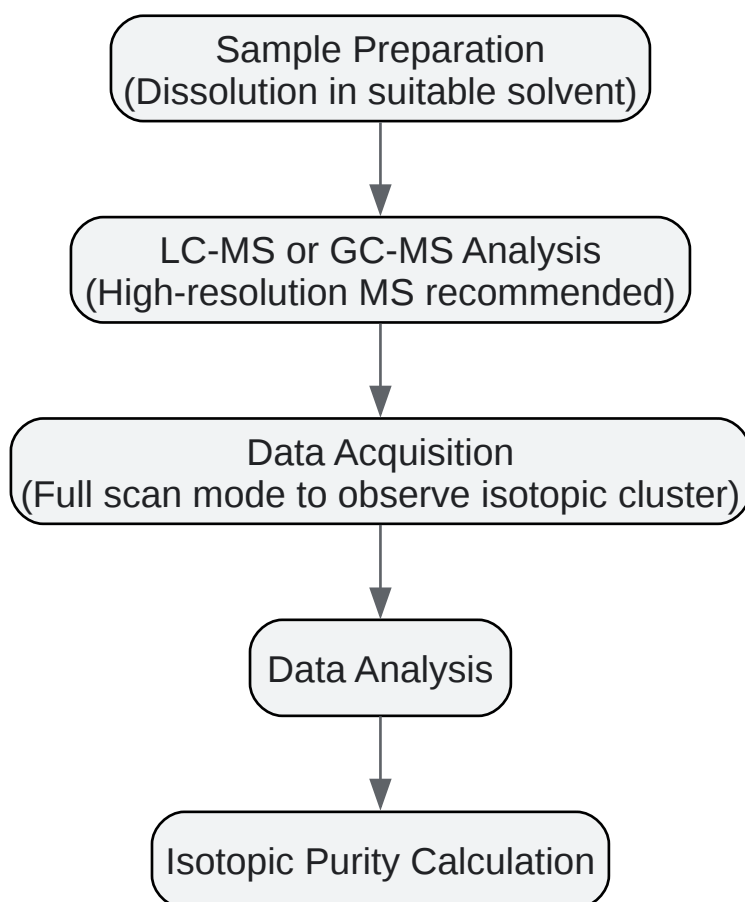 Sample Preparation
(Dissolution in suitable solvent)
LC-MS or GC-MS Analysis
(High-resolution MS recommended)
Data Acquisition
(Full scan mode to observe isotopic cluster)
Data Analysis
Isotopic Purity Calculation